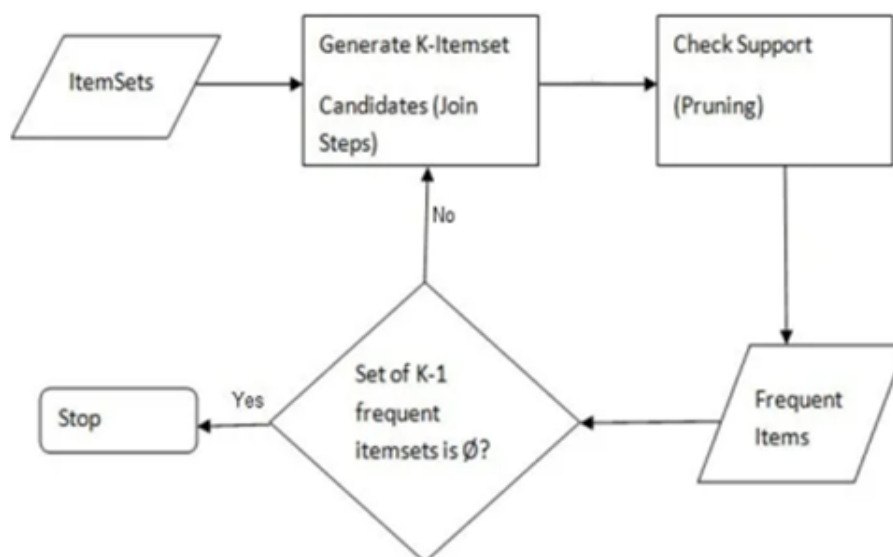 ItemSets
Generate K-Itemset
Candidates (Join
Steps)
Check Support
(Pruning)
No
Set of K-1
frequent
itemsets is Ø?
Yes
Stop
Frequent
Items